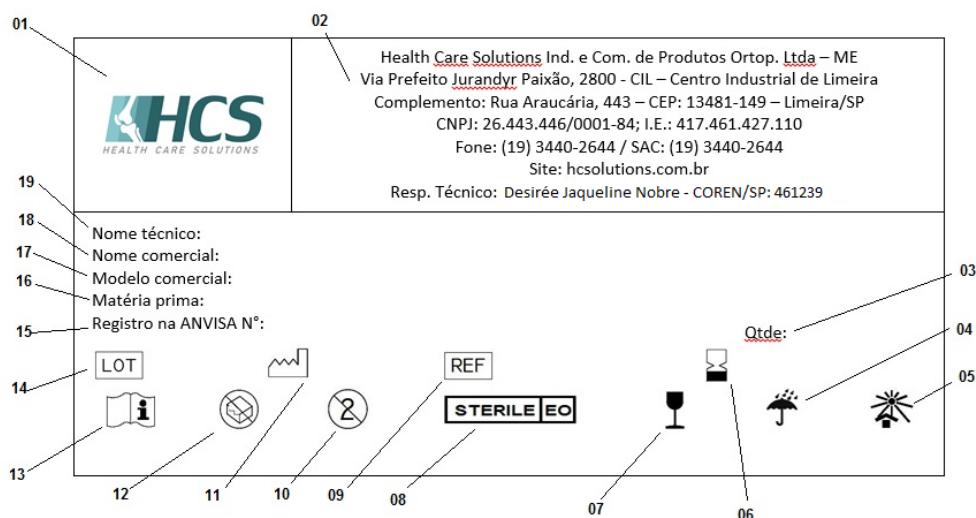 01
02
HCS
HEALTH CARE SOLUTIONS
Health Care Solutions Ind. e Com. de Produtos Ortop. Ltda – ME
Via Prefeito Jurandyr Paixão, 2800 - CIL – Centro Industrial de Limeira
Complemento: Rua Araucária, 443 – CEP: 13481-149 – Limeira/SP
CNPJ: 26.443.446/0001-84; I.E.: 417.461.427.110
Fone: (19) 3440-2644 / SAC: (19) 3440-2644
Site: hcsolutions.com.br
Resp. Técnico: Desirée Jaqueline Nobre - COREN/SP: 461239
19
Nome técnico:
18
Nome comercial:
17
Modelo comercial:
16
Matéria prima:
15
Registro na ANVISA N°:
Qtde:
03
04
05
14
LOT
REF
i
2
STERILE EO
13
12
11
10
09
08
07
06